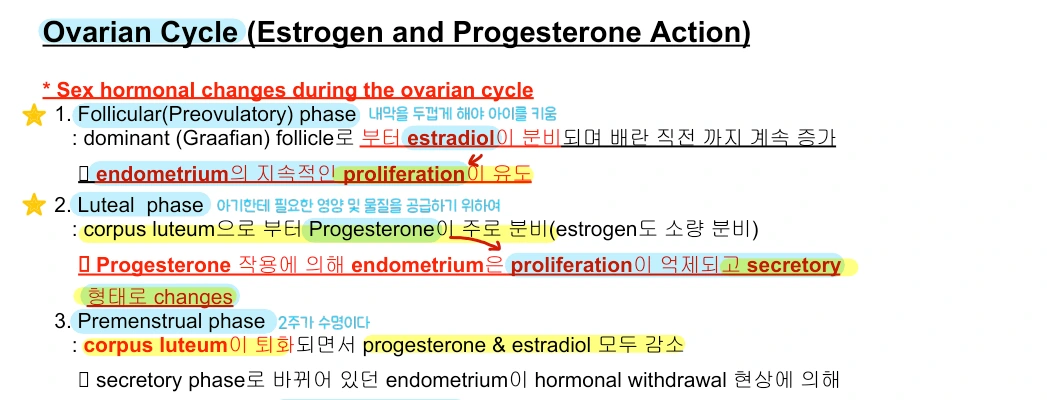 Ovarian Cycle (Estrogen and Progesterone Action)
* Sex hormonal changes during the ovarian cycle
1. Follicular(Preovulatory) phase 내막을 두껍게 해야 아이를 키움
: dominant (Graafian) follicle로 부터 estradiol이 분비되며 배란 직전 까지 계속 증가
▯ endometrium의 지속적인 proliferation이 유도
2. Luteal phase 아기한테 필요한 영양 및 물질을 공급하기 위하여
: corpus luteum으로 부터 Progesterone이 주로 분비(estrogen도 소량 분비)
▯ Progesterone 작용에 의해 endometrium은 proliferation이 억제되고 secretory
형태로 changes
3. Premenstrual phase 2주가 수명이다
: corpus luteum이 퇴화되면서 progesterone & estradiol 모두 감소
▯ secretory phase로 바뀌어 있던 endometrium이 hormonal withdrawal 현상에 의해